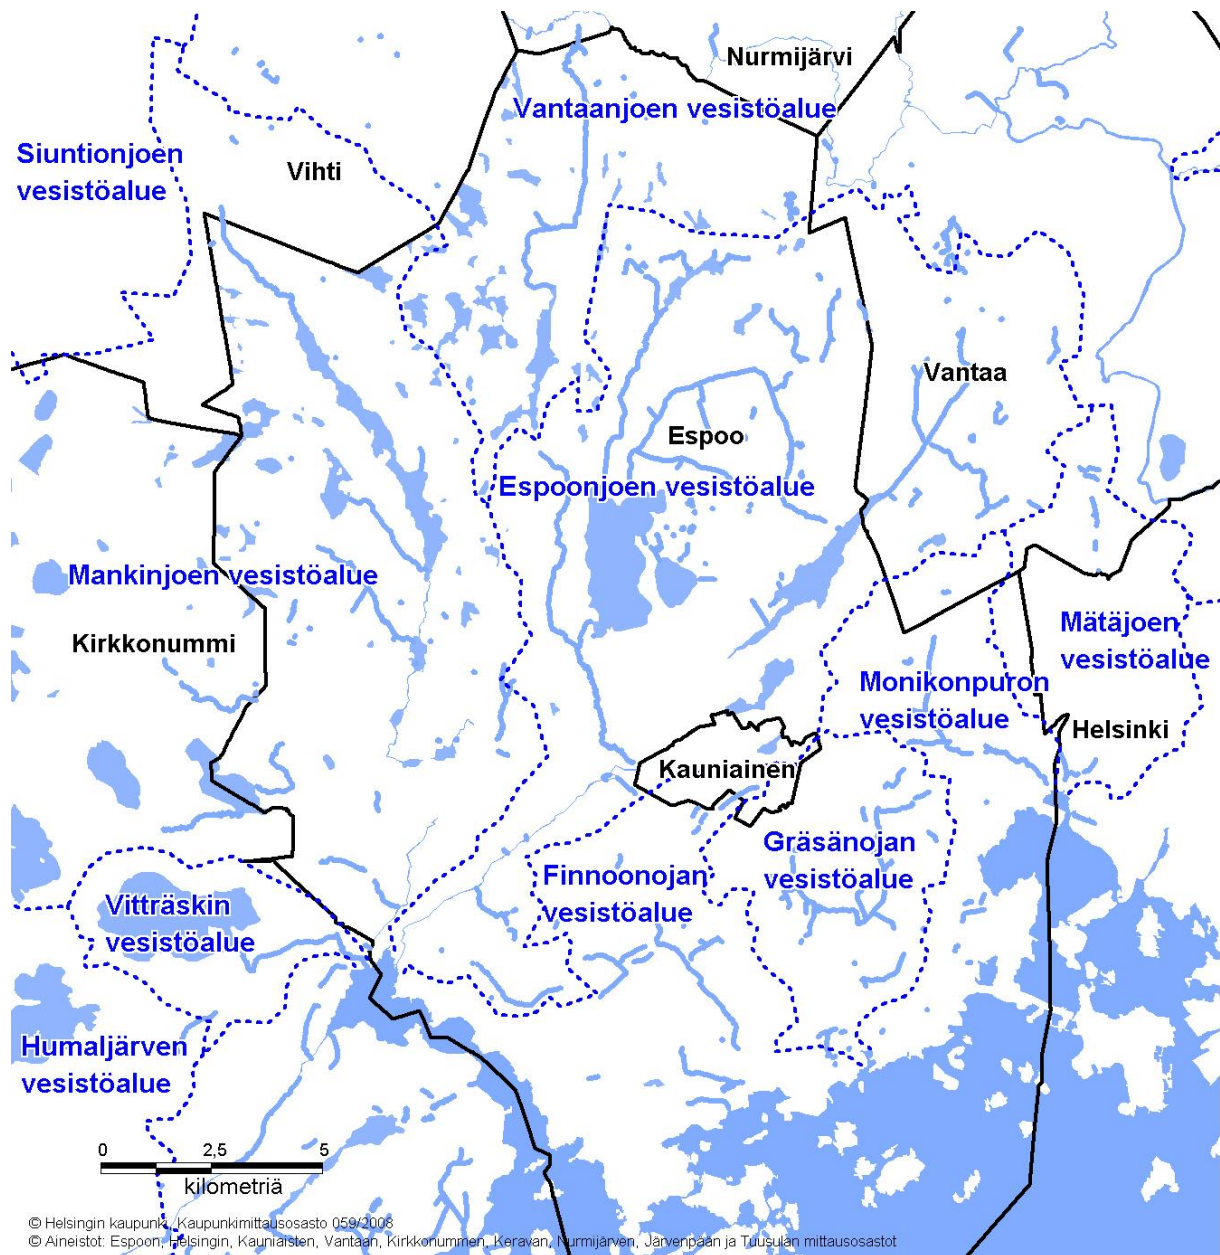 Nurmijärvi
Vantaanjoen vesistöalue
Siuntionjoen
vesistöalue
Vihti
Vantaa
Espoo
Espoonjoen vesistöalue
Mankinjoen vesistöalue
Kirkkonummi
Mätäjoen
vesistöalue
Monikonpuron
vesistöalue
Helsinki
Kauniainen
Gräsänojan
vesistöalue
Finnoonojan
vesistöalue
Vitträskin
vesistöalue
Humaljärven
vesistöalue
0 2,5 5
kilometriä
© Helsingin kaupunki, Kaupunkimittausosasto 059/2008
© Aineistot: Espoon, Helsingin, Kauniaisten, Vantaan, Kirkkonummen, Keravan, Nurmijärven, Järvenpään ja Tuusulan mittausosastot